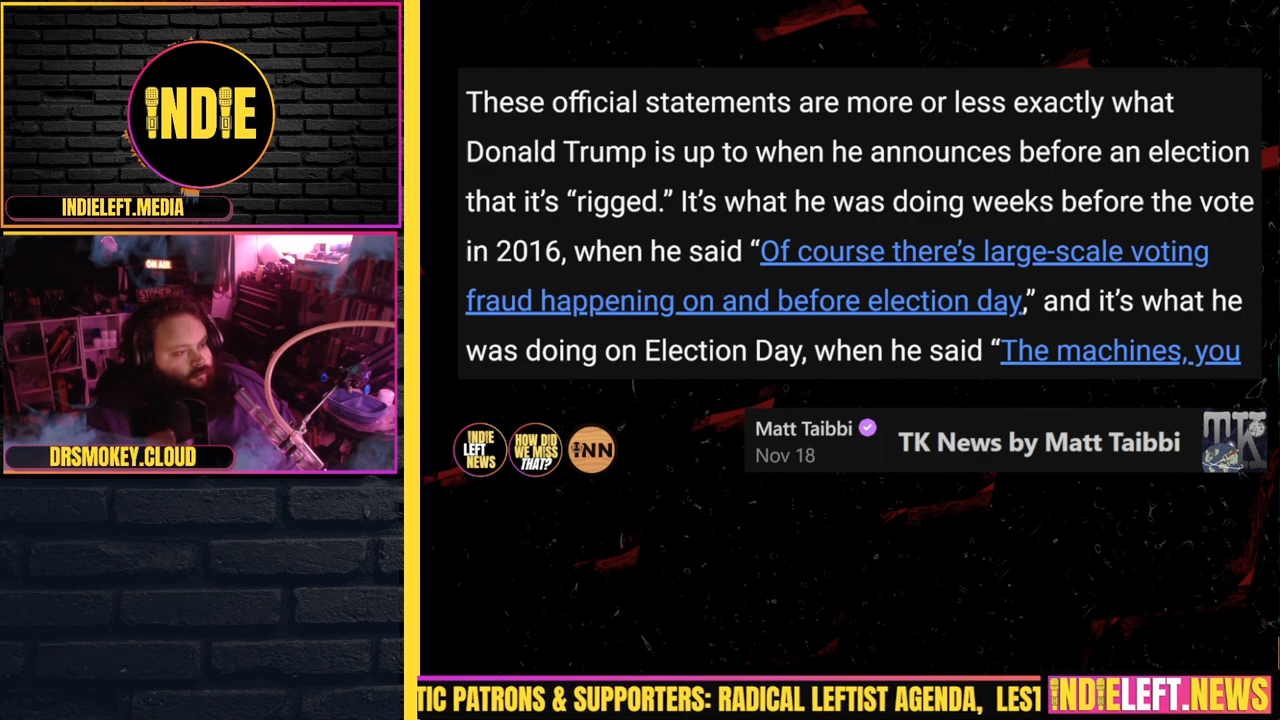 INDIE
INDIELEFT.MEDIA
ON AIR
STONER
DRSMOKEY.CLOUD
These official statements are more or less exactly what
Donald Trump is up to when he announces before an election
that it’s “rigged.” It’s what he was doing weeks before the vote
in 2016, when he said “Of course there’s large-scale voting
fraud happening on and before election day,” and it’s what he
was doing on Election Day, when he said “The machines, you
INDIE
LEFT
NEWS
HOW DID
WE MISS
THAT?
INN
Matt Taibbi
Nov 18
TK News by Matt Taibbi
TK
TIC PATRONS & SUPPORTERS: RADICAL LEFTIST AGENDA, LEST
INDIELEFT.NEWS